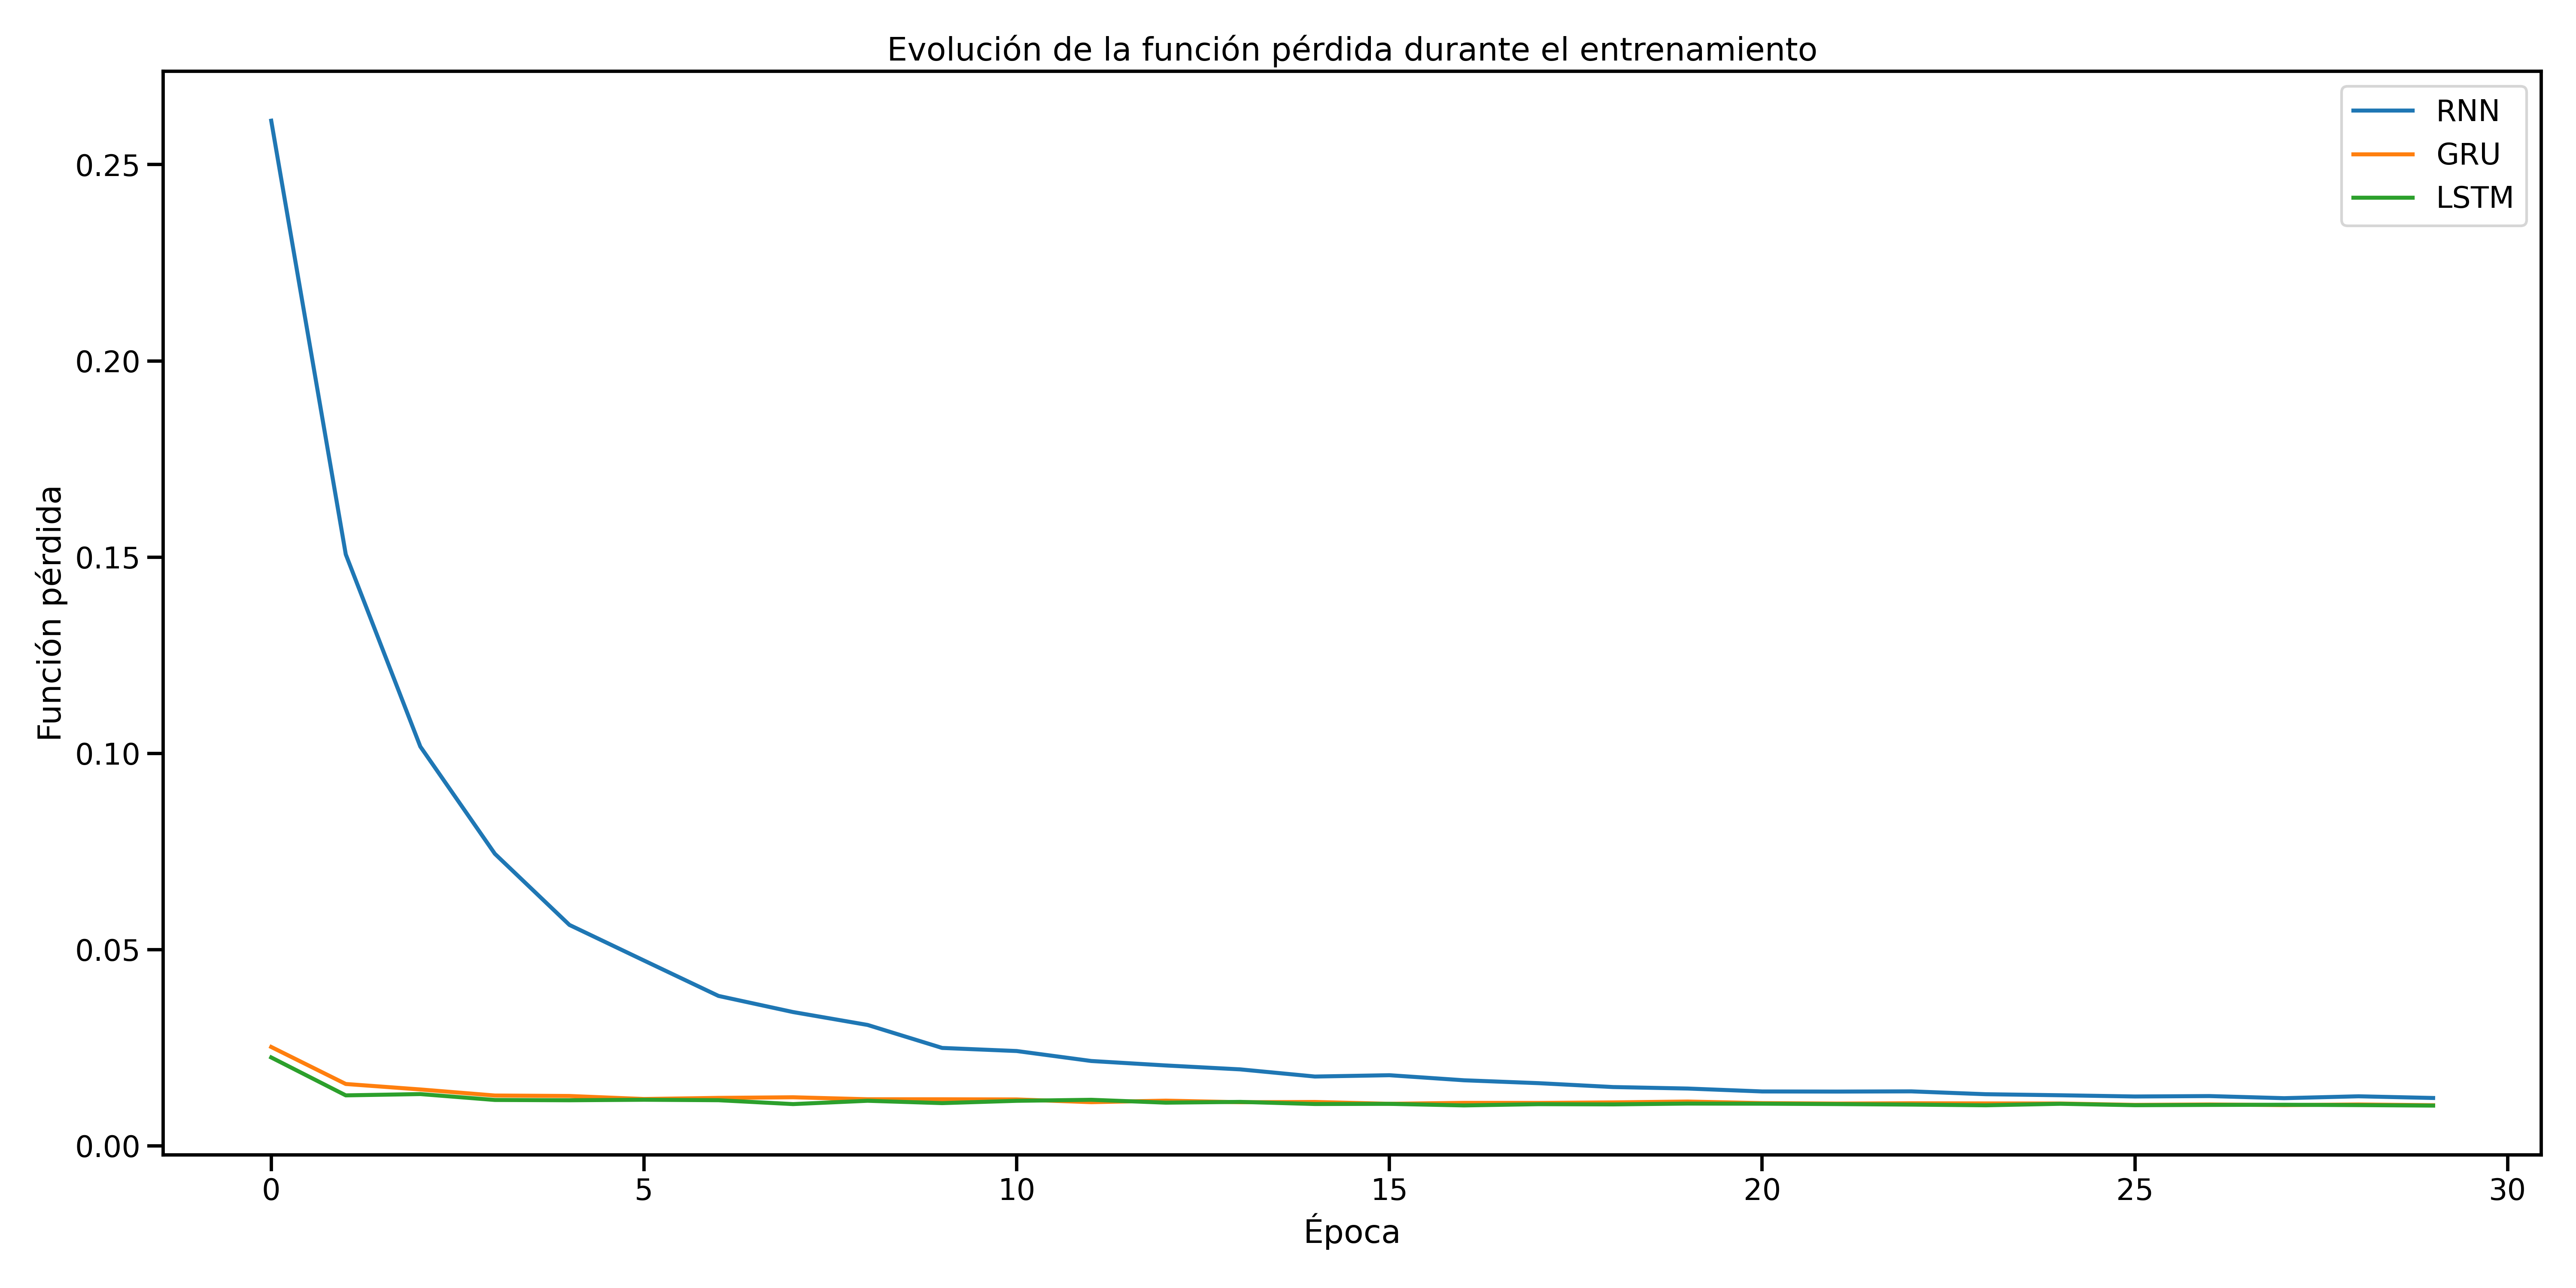 Evolución de la función pérdida durante el entrenamiento
RNN
GRU
LSTM
Función pérdida
0.25
0.20
0.15
0.10
0.05
0.00
0 5 10 15 20 25 30
Época